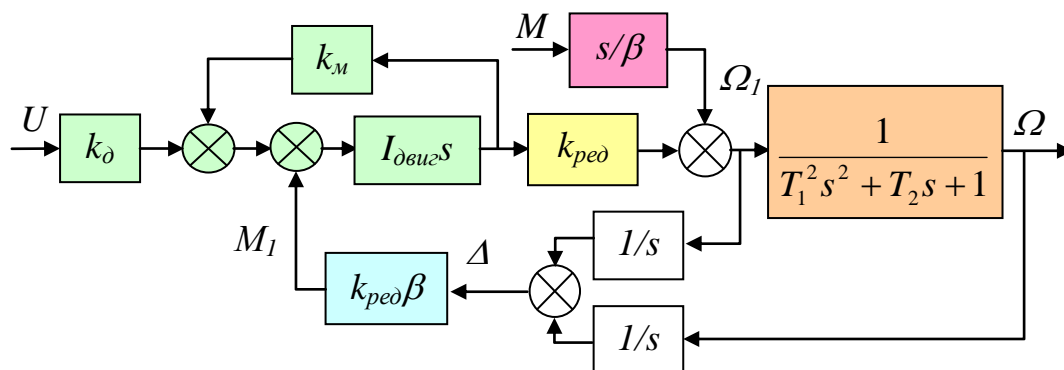 M
s/β
k_м
Ω_1
U
k_д
I_двиг s
k_ред
1
T_1^2 s^2 + T_2 s + 1
Ω
M_1
Δ
1/s
k_ред β
1/s